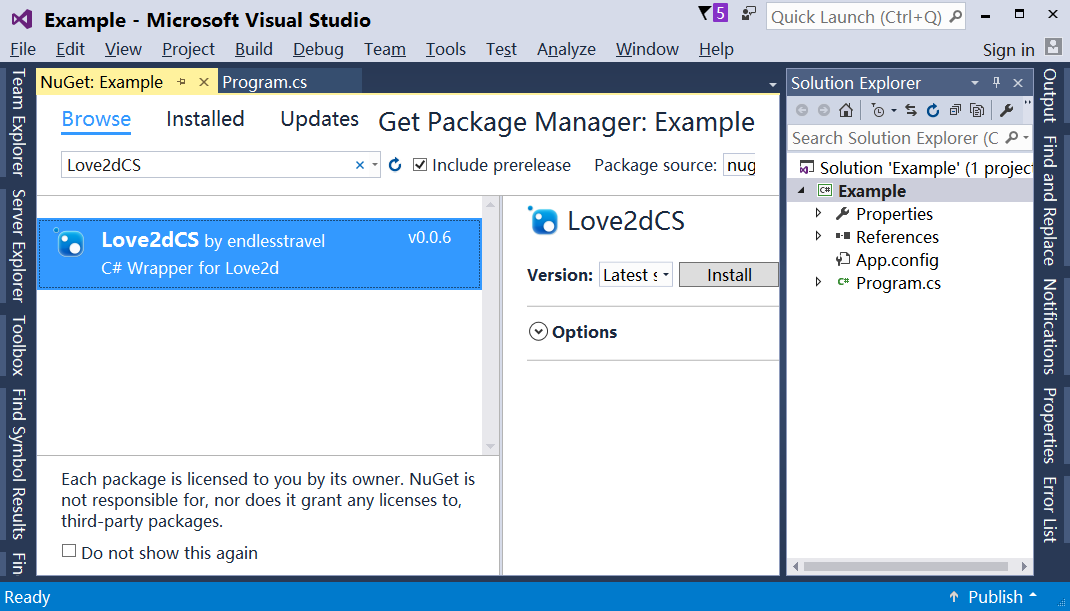 Example - Microsoft Visual Studio
5
Quick Launch (Ctrl+Q)
File Edit View Project Build Debug Team Tools Test Analyze Window Help
Sign in
Team Explorer
Server Explorer
Toolbox
Find Symbol Results
Fin
NuGet: Example
Program.cs
Browse Installed Updates
Get Package Manager: Example
Love2dCS
Include prerelease
Package source: nug
Love2dCS by endlesstravel
v0.0.6
C# Wrapper for Love2d
Each package is licensed to you by its owner. NuGet is
not responsible for, nor does it grant any licenses to,
third-party packages.
Do not show this again
Love2dCS
Version: Latest s
Install
Options
Solution Explorer
Search Solution Explorer (C
Solution 'Example' (1 project
C# Example
Properties
References
App.config
C# Program.cs
Output
Find and Replace
Notifications
Properties
Error List
Ready
Publish